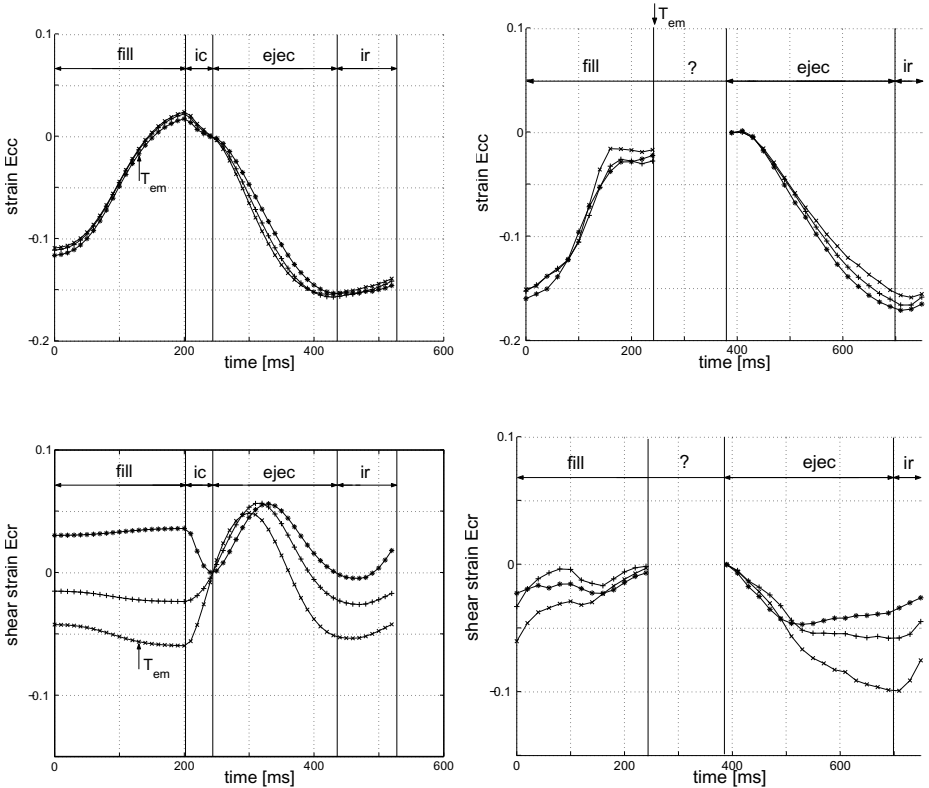 T_em
0.1
fill ic ejec ir
0
T_em
-0.1
-0.2
0 200 400 600
time [ms]
strain Ecc
0.1
fill ? ejec ir
0
-0.1
-0.2
0 200 400 600
time [ms]
strain Ecc
0.1
fill ic ejec ir
0
T_em
-0.1
0 200 400 600
time [ms]
shear strain Ecr
0.1
fill ? ejec ir
0
-0.1
0 200 400 600
time [ms]
shear strain Ecr